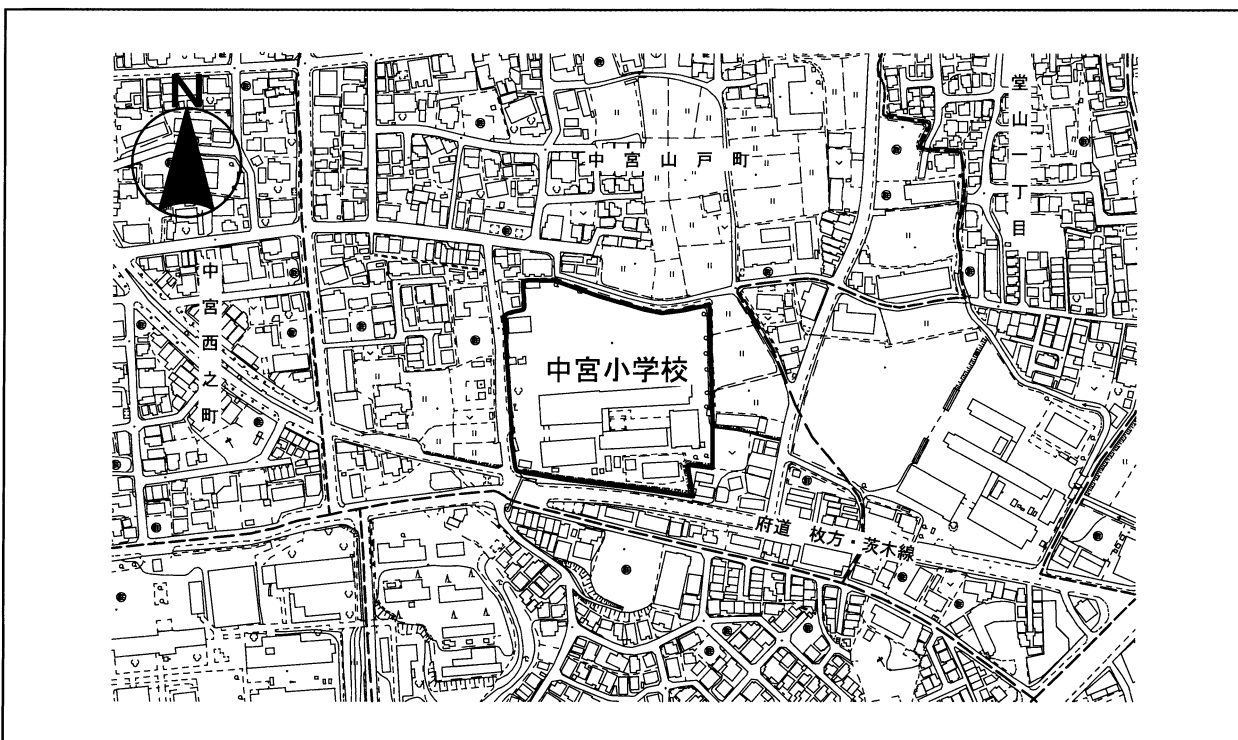 N
中宮山戸町
堂山一丁目
中宮西之町
中宮小学校
府道 枚方・茨木線